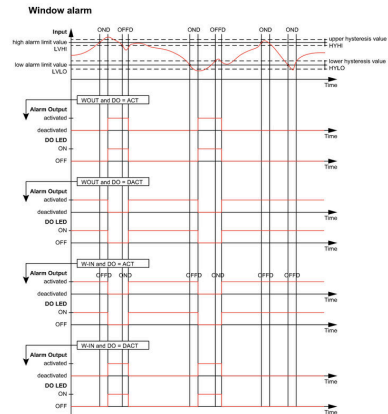 Window alarm
Input
OND OFFD OND OFFD OND OND
high alarm limit value
LVHI
upper hysteresis value
HYHI
low alarm limit value
LVLO
lower hysteresis value
HYLO
Time
WOUT and DO = ACT
Alarm Output
activated
deactivated
Time
DO LED
ON
OFF
Time
WOUT and DO = DACT
Alarm Output
activated
deactivated
Time
DO LED
ON
OFF
Time
W-IN and DO = ACT
Alarm Output
OFFD OND OFFD OND OFFD OFFD
activated
deactivated
Time
DO LED
ON
OFF
Time
W-IN and DO = DACT
Alarm Output
activated
deactivated
Time
DO LED
ON
OFF
Time